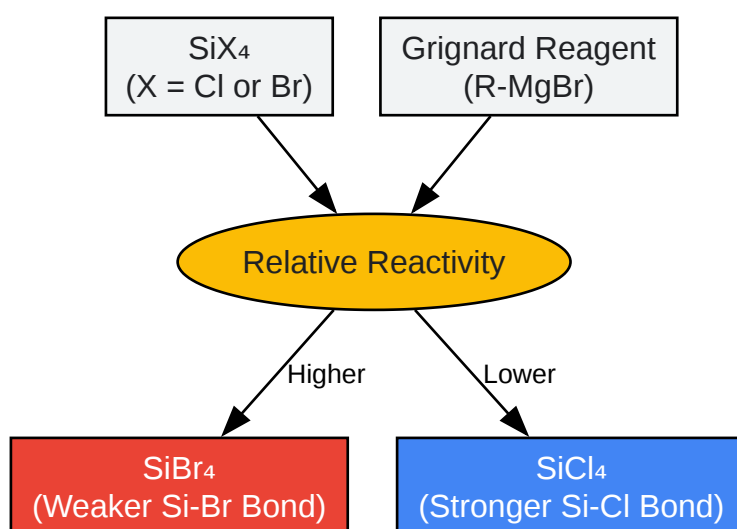 SiX₄
(X = Cl or Br)
Grignard Reagent
(R-MgBr)
Relative Reactivity
Higher
Lower
SiBr₄
(Weaker Si-Br Bond)
SiCl₄
(Stronger Si-Cl Bond)